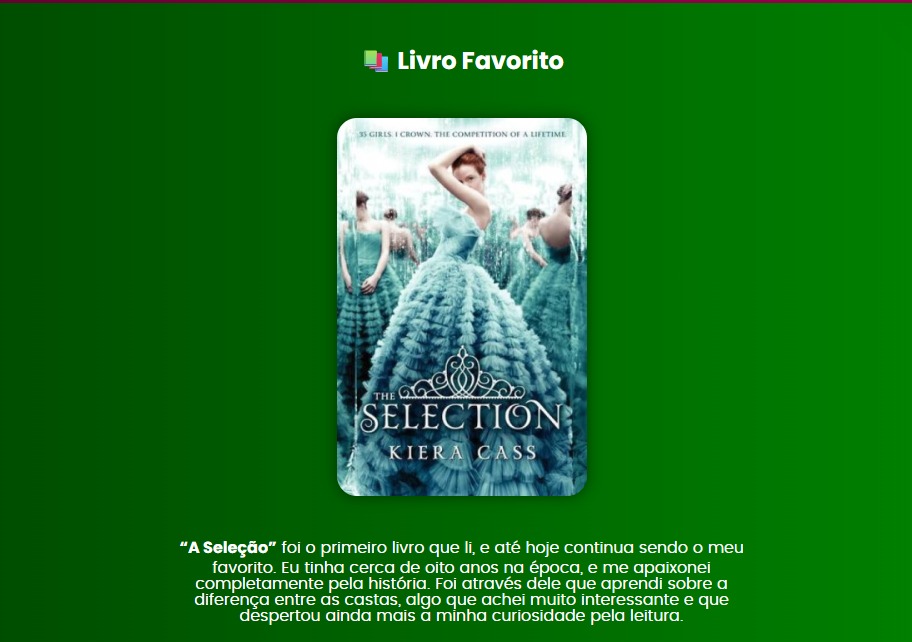 Livro Favorito
35 GIRLS. 1 CROWN. THE COMPETITION OF A LIFETIME.
THE
SELECTION
KIERA CASS
“A Seleção” foi o primeiro livro que li, e até hoje continua sendo o meu
favorito. Eu tinha cerca de oito anos na época, e me apaixonei
completamente pela história. Foi através dele que aprendi sobre a
diferença entre as castas, algo que achei muito interessante e que
despertou ainda mais a minha curiosidade pela leitura.